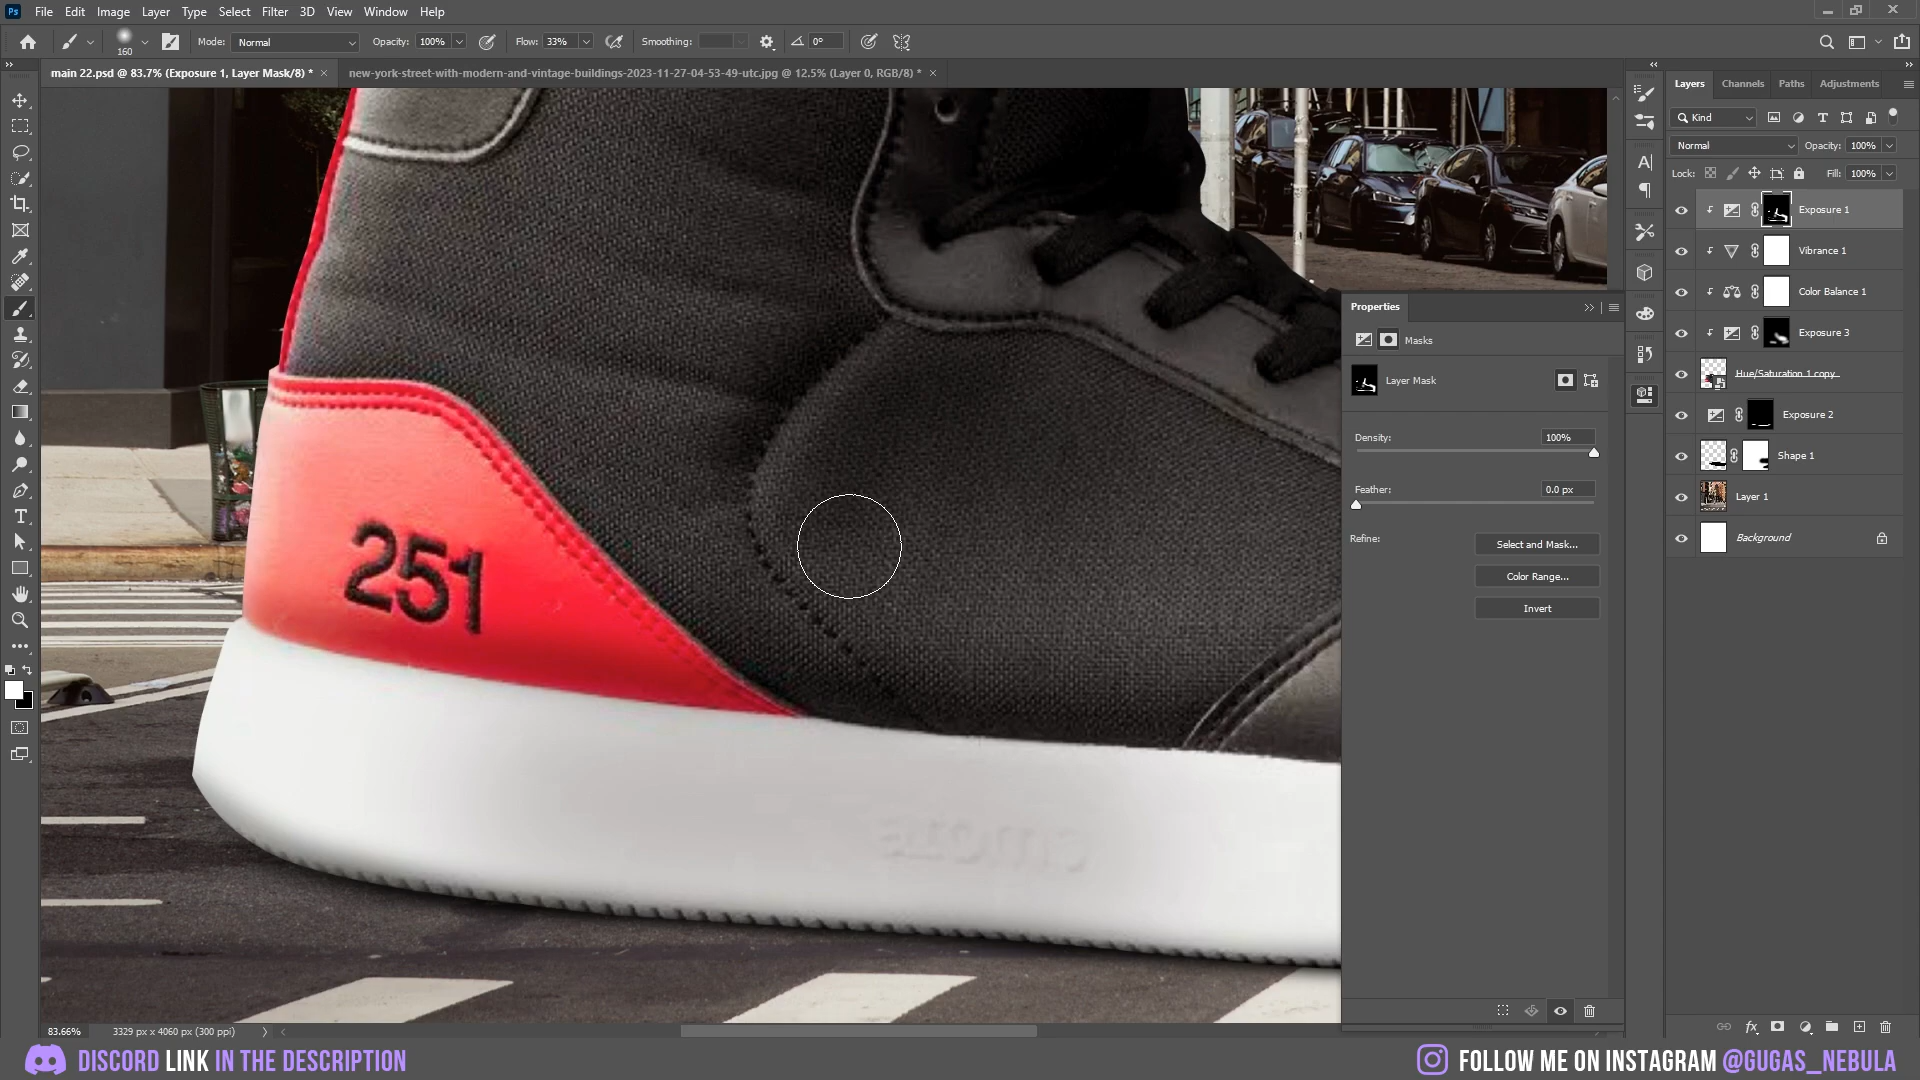 Ps File Edit Image Layer Type Select Filter 3D View Window Help
160 Mode: Normal Opacity: 100% Flow: 33% Smoothing: 0°
main 22.psd @ 83.7% (Exposure 1, Layer Mask/8) * × new-york-street-with-modern-and-vintage-buildings-2023-11-27-04-53-49-utc.jpg @ 12.5% (Layer 0, RGB/8) * ×
Layers Channels Paths Adjustments
Kind
Normal Opacity: 100%
Lock: Fill: 100%
Exposure 1
Vibrance 1
Color Balance 1
Exposure 3
Hue/Saturation 1 copy
Exposure 2
Shape 1
Layer 1
Background
Properties
Masks
Layer Mask
Density: 100%
Feather: 0.0 px
Refine: Select and Mask...
Color Range...
Invert
251
83.66% 3329 px x 4060 px (300 ppi)
DISCORD LINK IN THE DESCRIPTION
FOLLOW ME ON INSTAGRAM @GUGAS_NEBULA